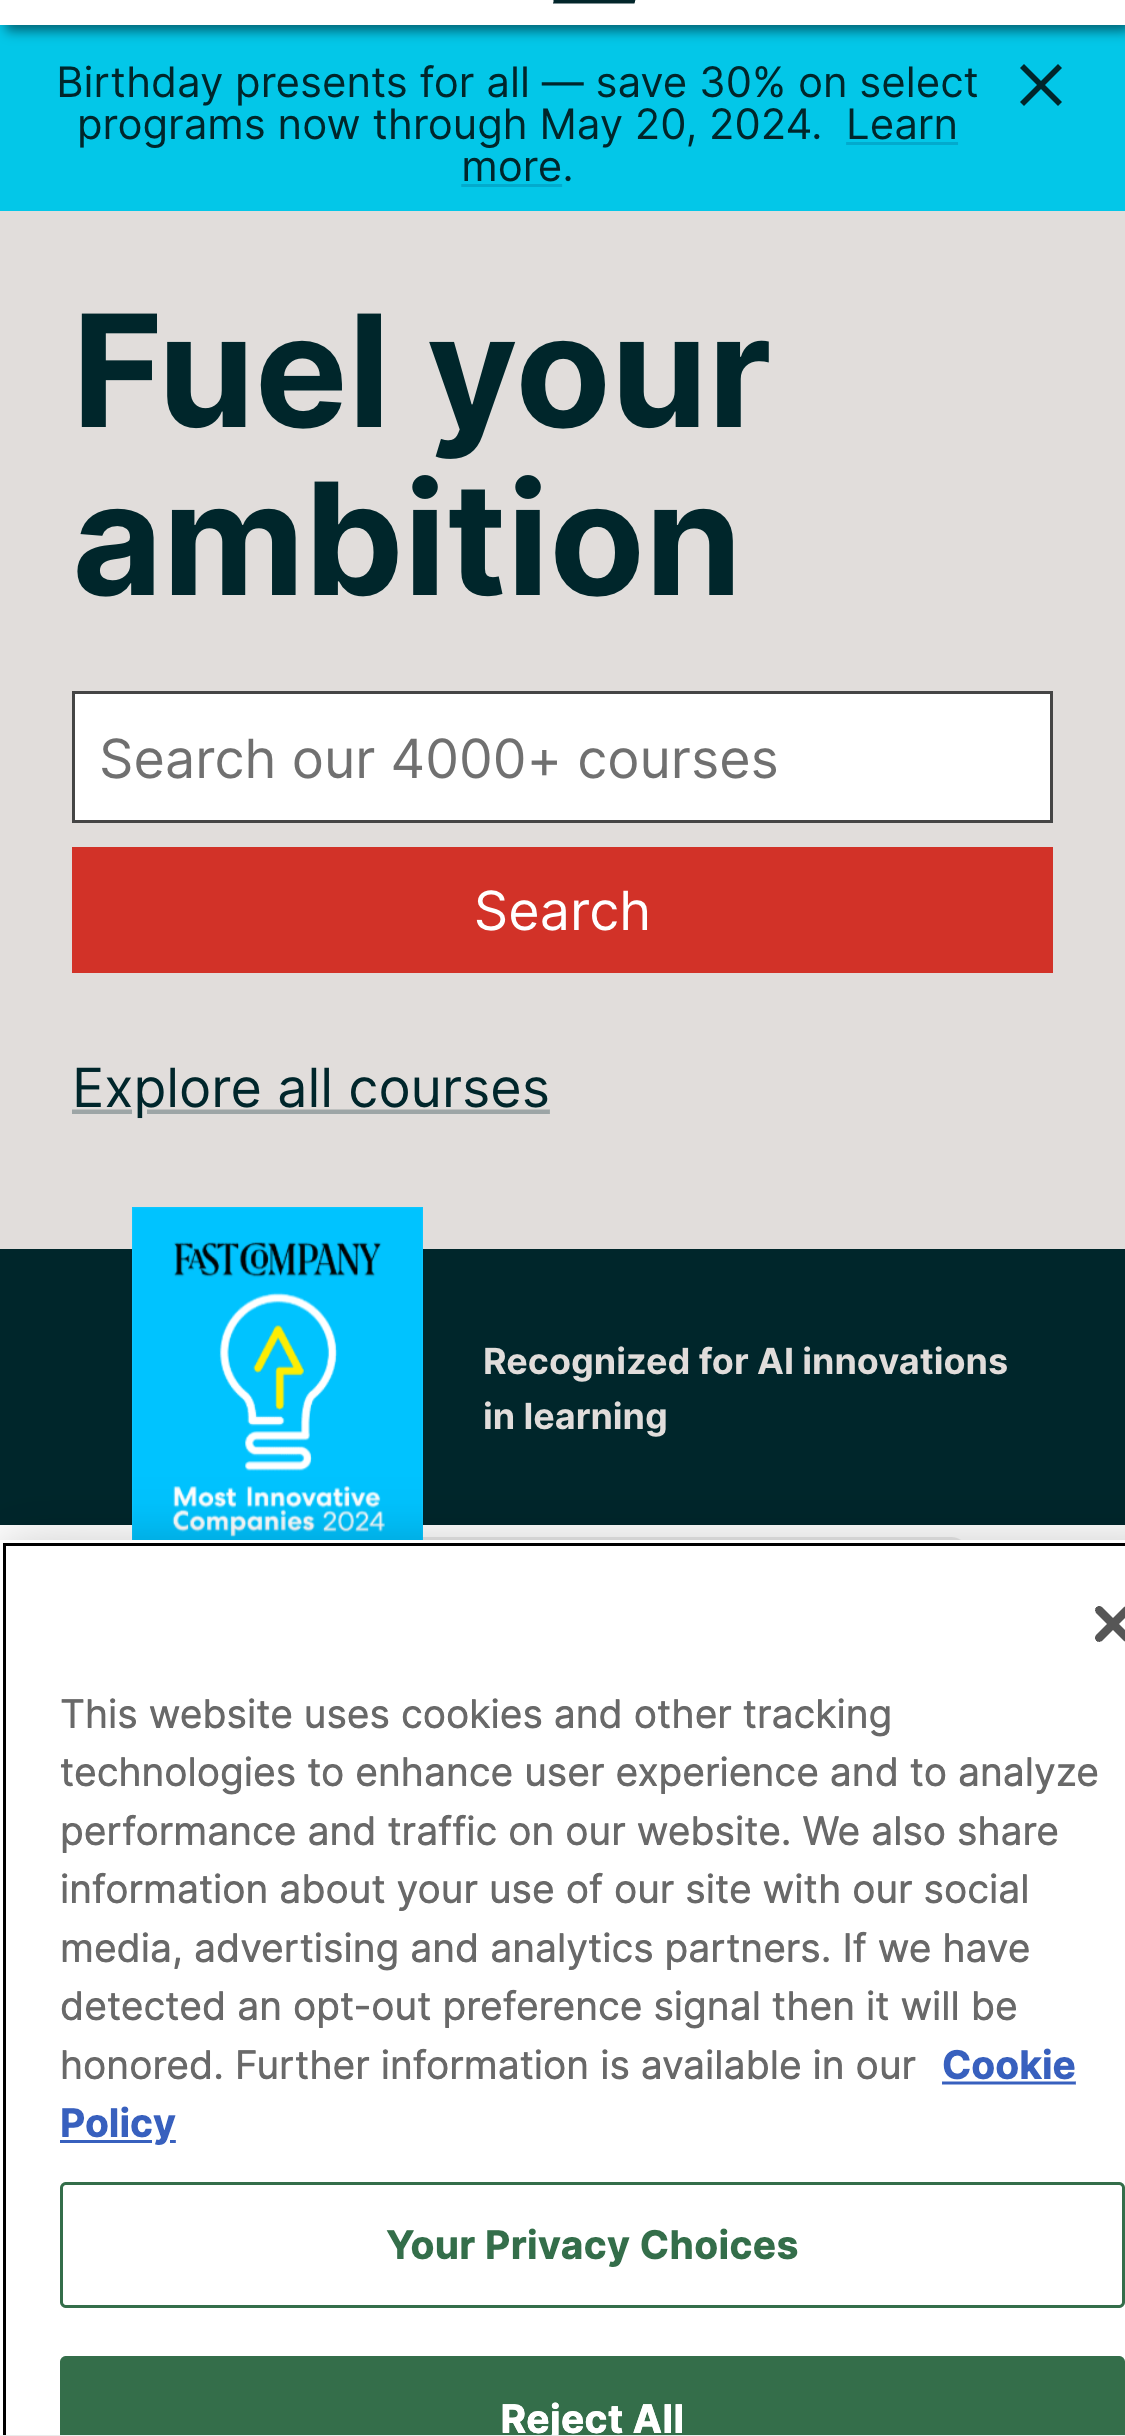 Birthday presents for all — save 30% on select
programs now through May 20, 2024. Learn
more.
Fuel your
ambition
Search our 4000+ courses
Search
Explore all courses
FAST COMPANY
Most Innovative
Companies 2024
Recognized for AI innovations
in learning
This website uses cookies and other tracking
technologies to enhance user experience and to analyze
performance and traffic on our website. We also share
information about your use of our site with our social
media, advertising and analytics partners. If we have
detected an opt-out preference signal then it will be
honored. Further information is available in our Cookie
Policy
Your Privacy Choices
Reject All